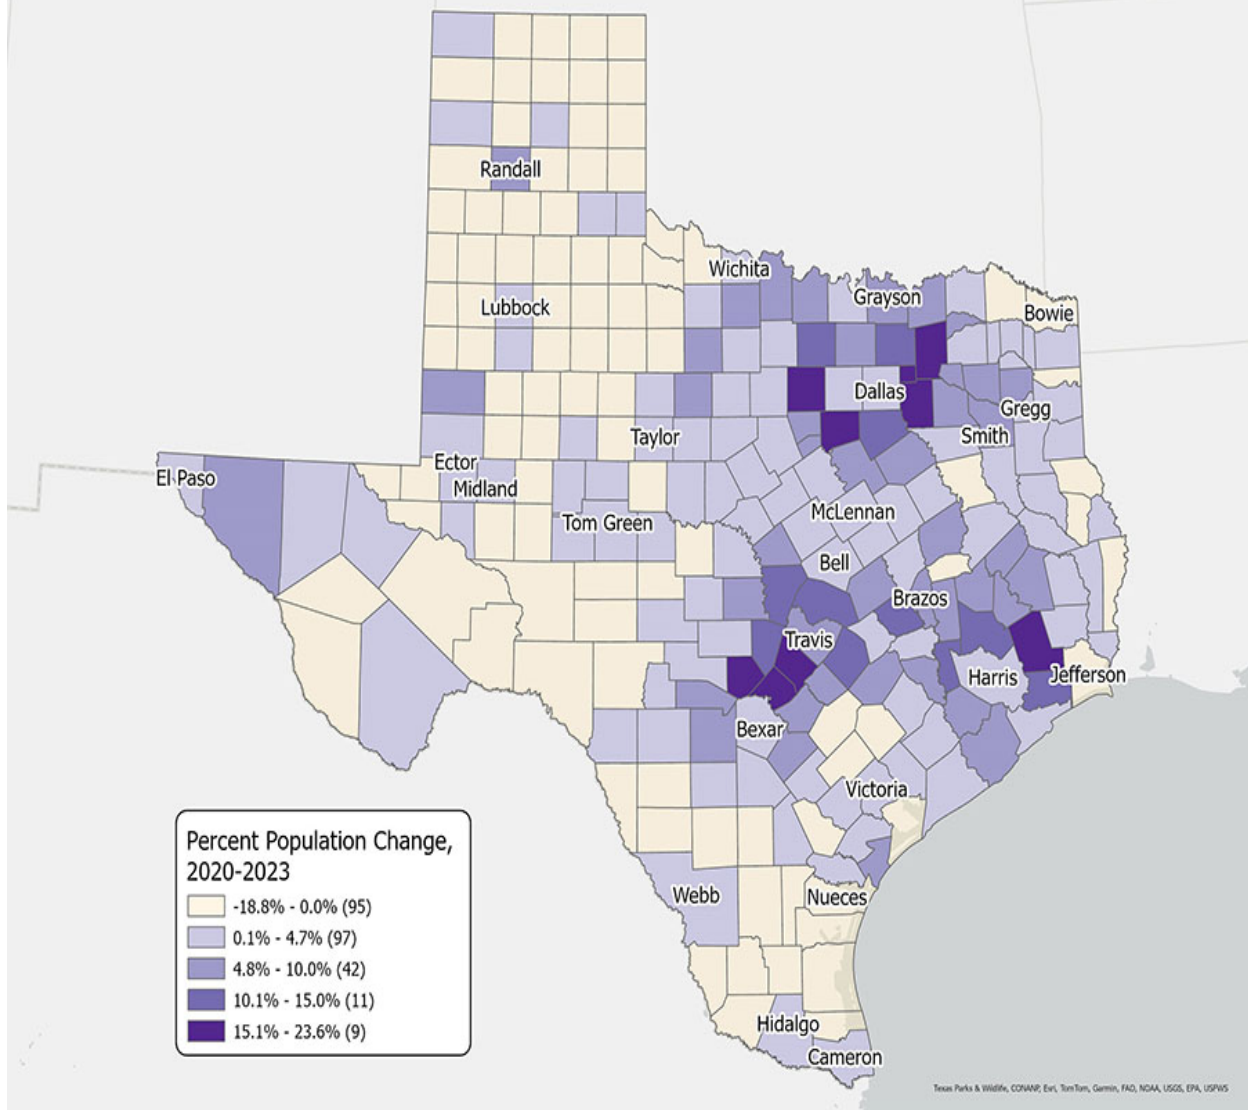 Randall
Wichita
Grayson
Lubbock
Bowie
Dallas
Gregg
Taylor
Smith
Ector
El Paso
Midland
McLennan
Tom Green
Bell
Brazos
Travis
Harris
Jefferson
Bexar
Victoria
Percent Population Change,
2020-2023
-18.8% - 0.0% (95)
0.1% - 4.7% (97)
4.8% - 10.0% (42)
10.1% - 15.0% (11)
15.1% - 23.6% (9)
Webb
Nueces
Hidalgo
Cameron
Texas Parks & Wildlife, CONANP, Esri, TomTom, Garmin, FAO, NOAA, USGS, EPA, USFWS